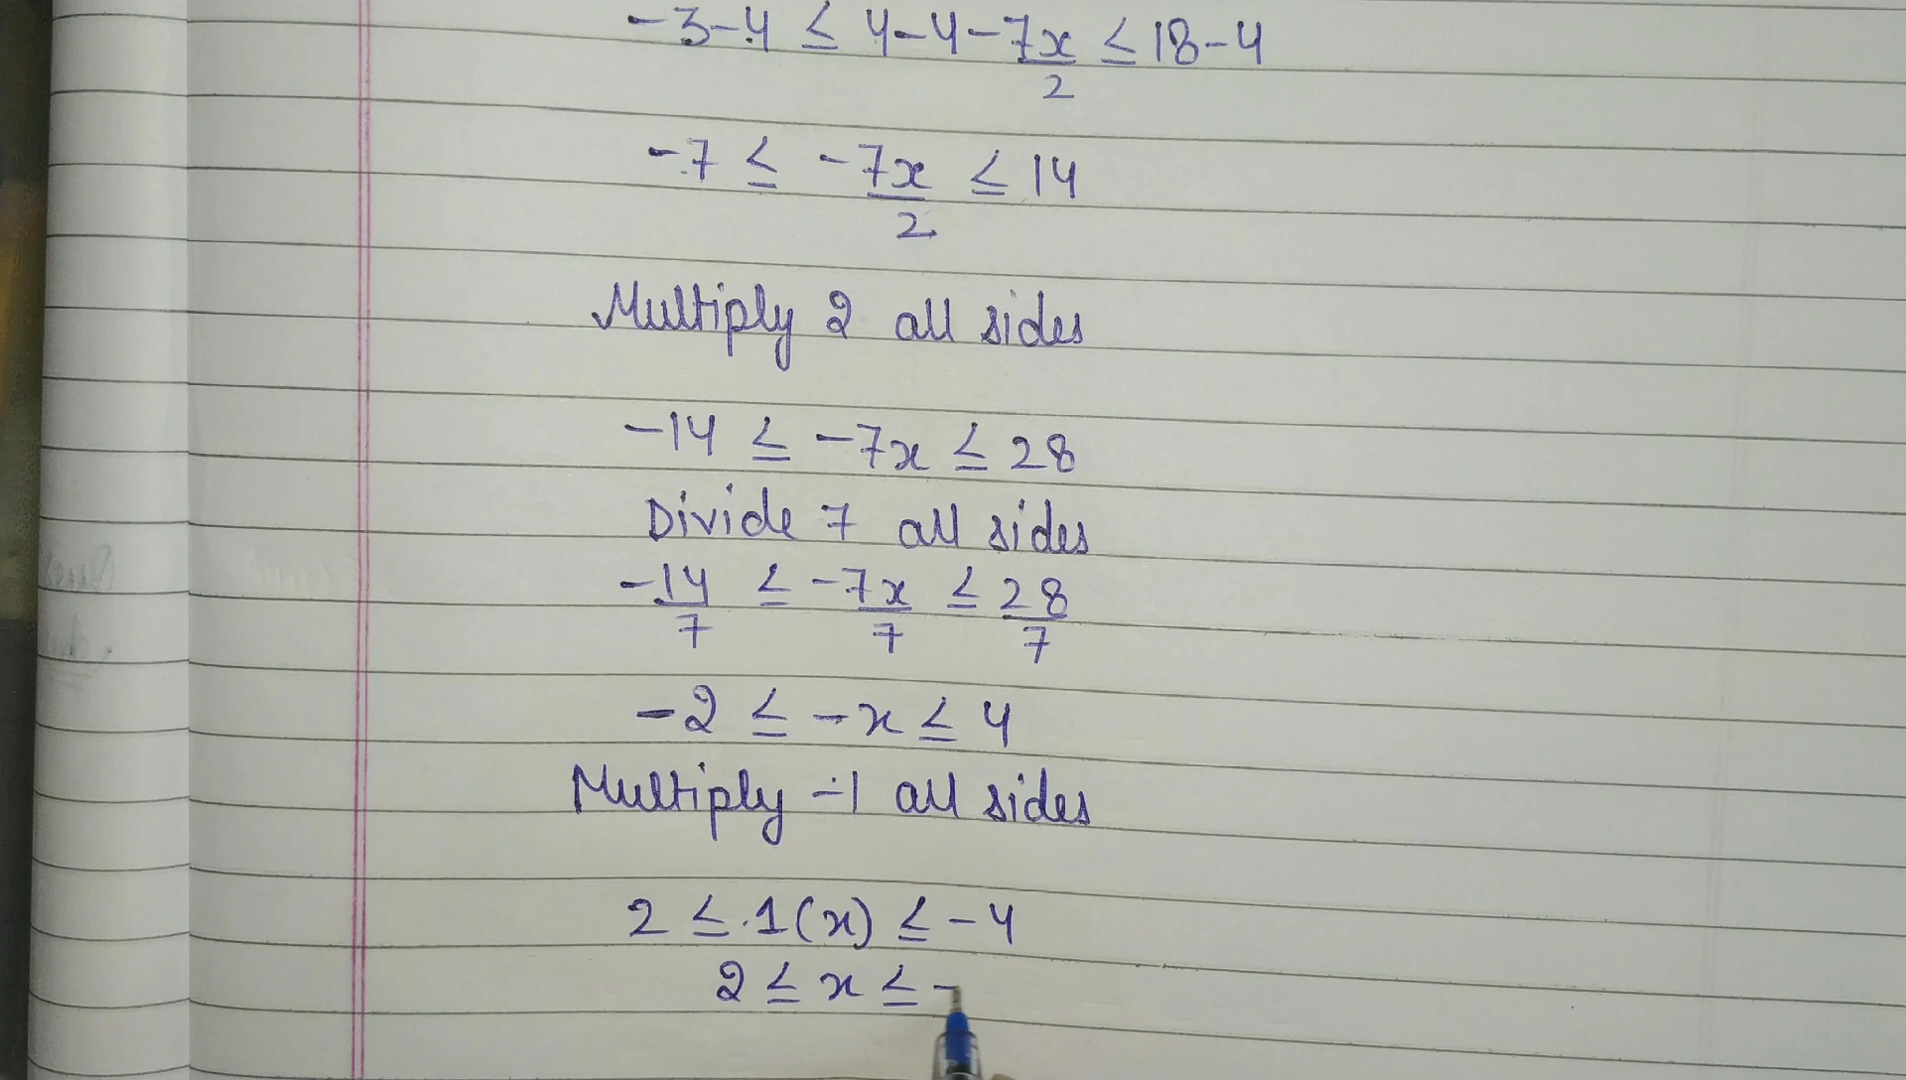 -3-4 ≤ 4-4-7x/2 ≤ 18-4
-7 ≤ -7x/2 ≤ 14
Multiply 2 all sides
-14 ≤ -7x ≤ 28
Divide 7 all sides
-14/7 ≤ -7x/7 ≤ 28/7
-2 ≤ -x ≤ 4
Multiply -1 all sides
2 ≤ 1(x) ≤ -4
2 ≤ x ≤ -